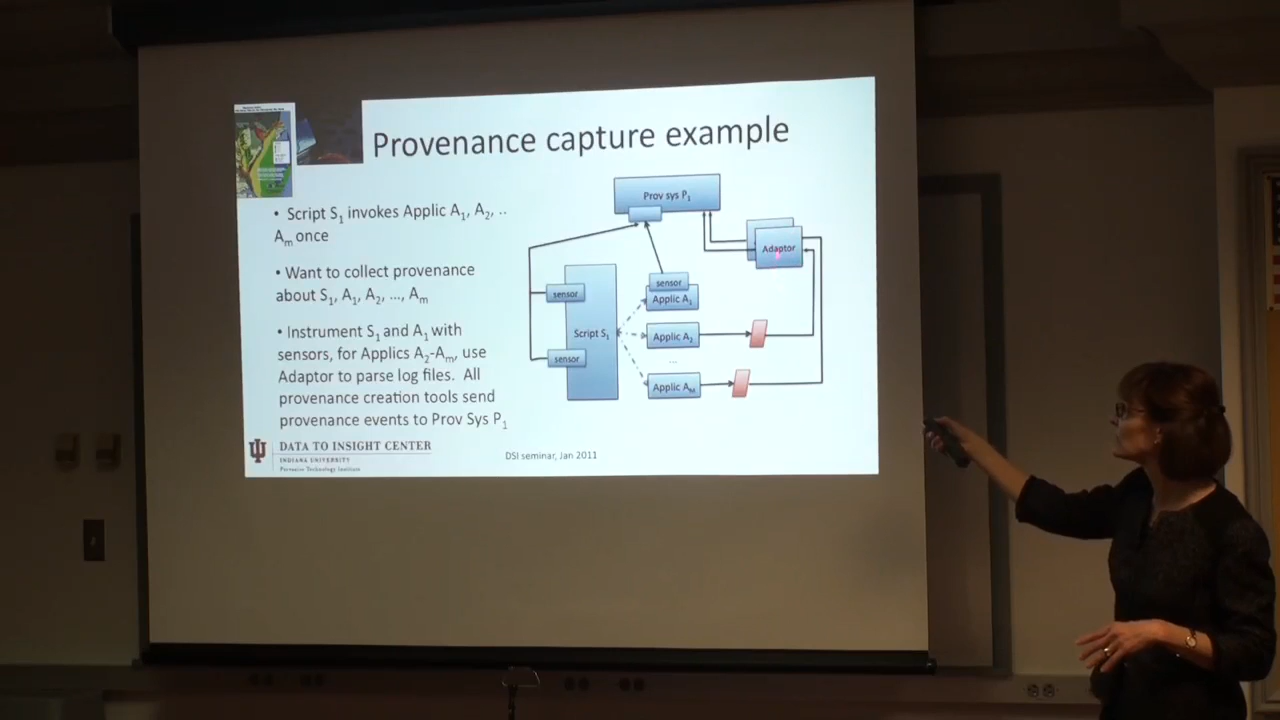 Provenance capture example
• Script S₁ invokes Applic A₁, A₂, ..
Aₘ once
• Want to collect provenance
about S₁, A₁, A₂, ..., Aₘ
• Instrument S₁ and A₁ with
sensors, for Applics A₂-Aₘ, use
Adaptor to parse log files. All
provenance creation tools send
provenance events to Prov Sys P₁
Prov sys P₁
Adaptor
sensor
Applic A₁
sensor
Script S₁
Applic A₂
...
sensor
Applic Aₘ
DATA TO INSIGHT CENTER
INDIANA UNIVERSITY
Pervasive Technology Institute
DSI seminar, Jan 2011